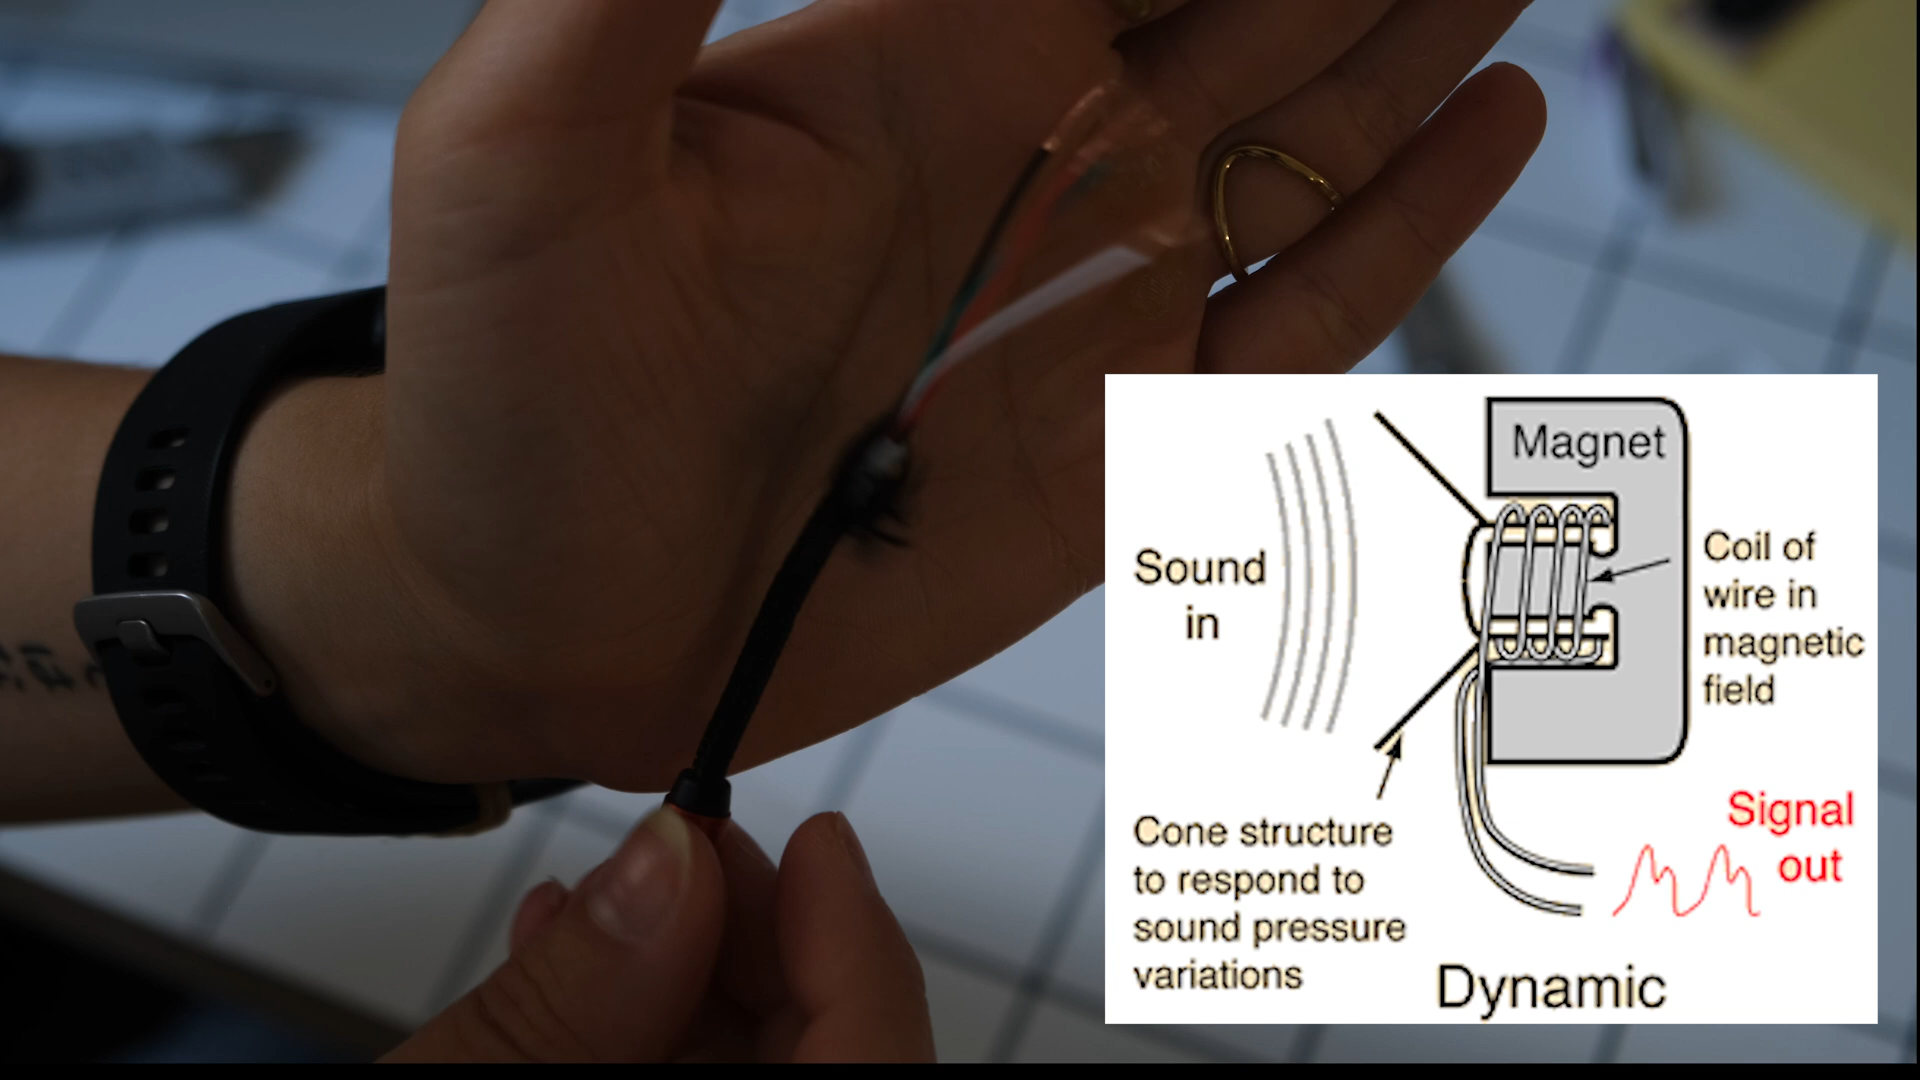 Magnet
Sound
in
Coil of
wire in
magnetic
field
Cone structure
to respond to
sound pressure
variations
Signal
out
Dynamic